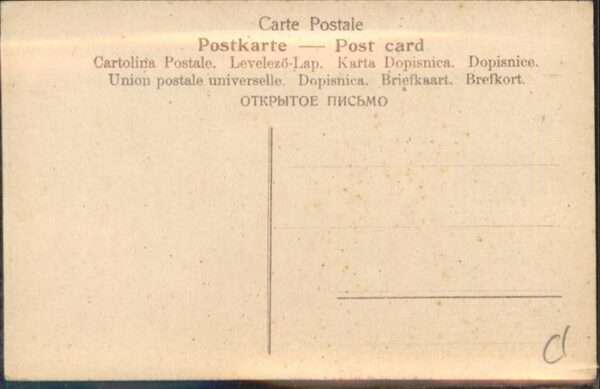 Carte Postale
Postkarte — Post card
Cartolina Postale. Levelező-Lap. Karta Dopisnica. Dopisnice.
Union postale universelle. Dopisnica. Briefkaart. Brefkort.
ОТКРЫТОЕ ПИСЬМО